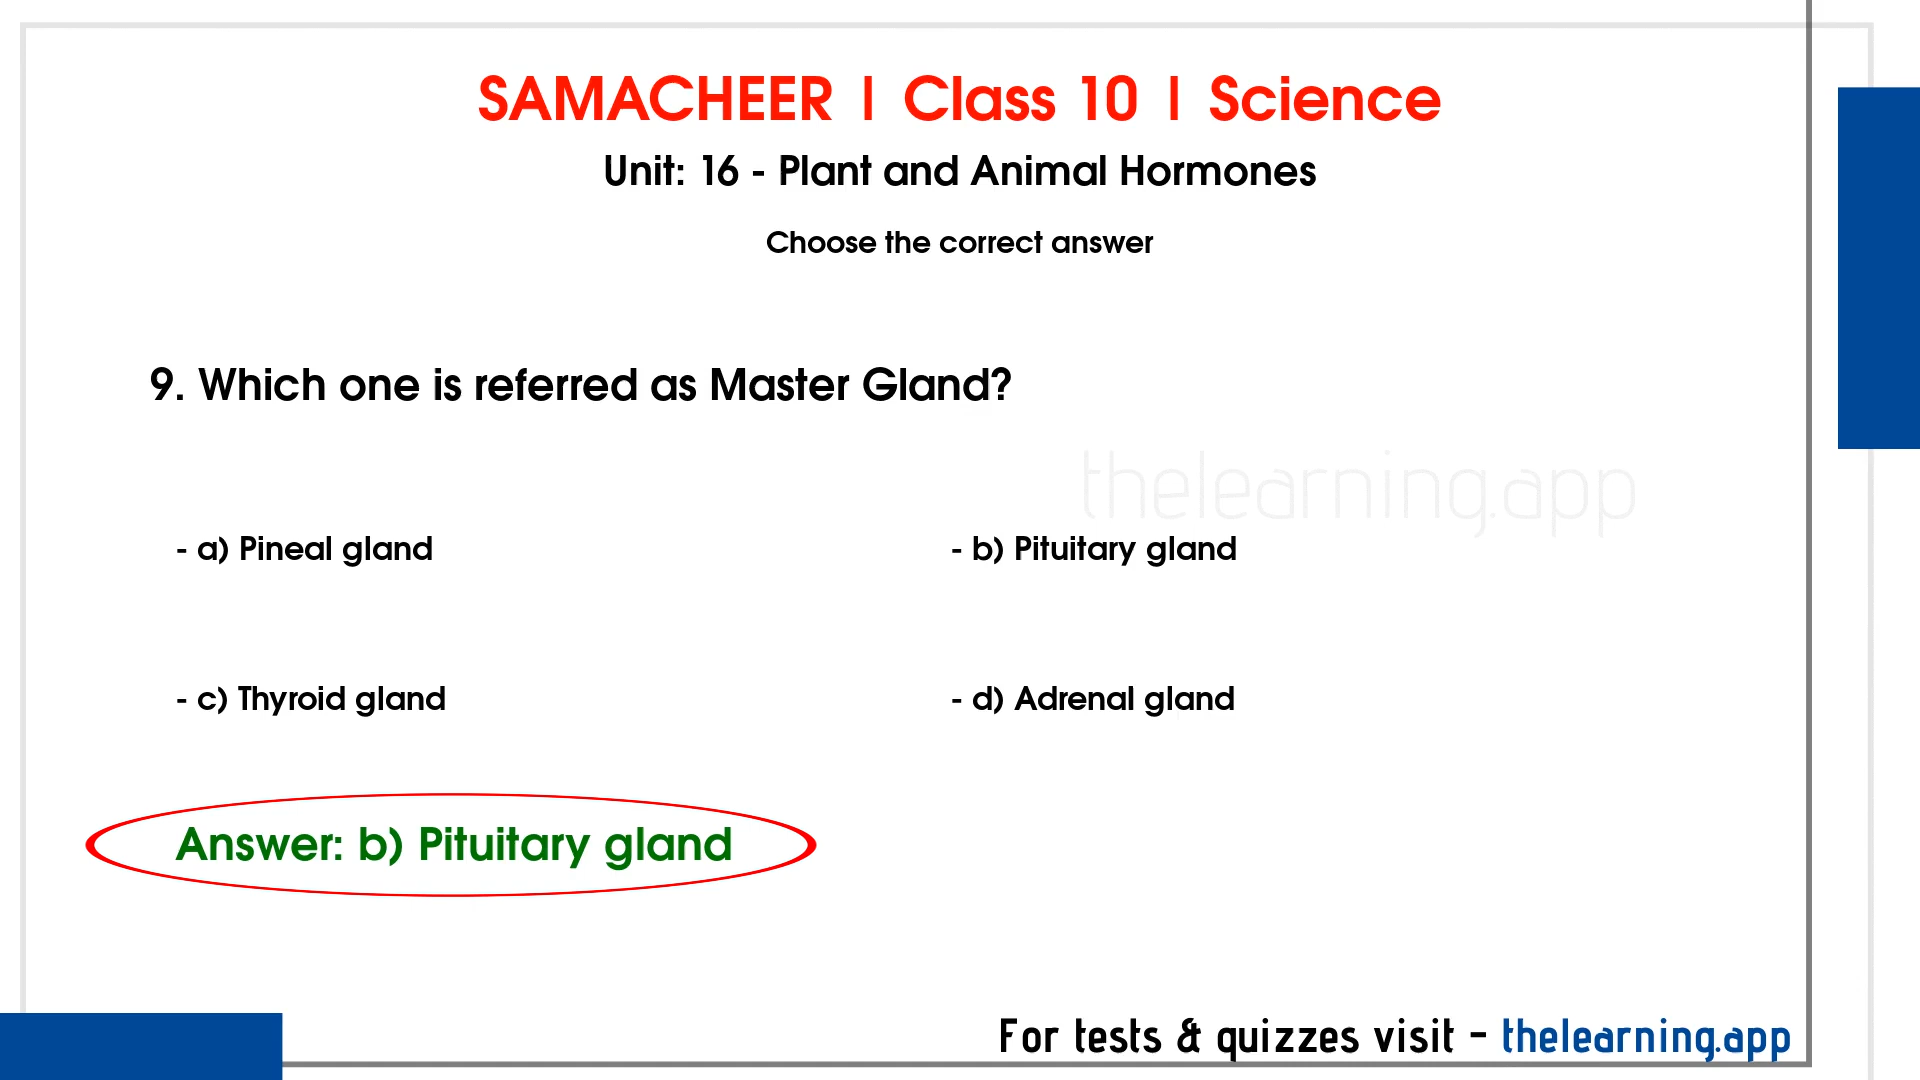 SAMACHEER | Class 10 | Science
Unit: 16 - Plant and Animal Hormones
Choose the correct answer
9. Which one is referred as Master Gland?
thelearning.app
- a) Pineal gland
- b) Pituitary gland
- c) Thyroid gland
- d) Adrenal gland
Answer: b) Pituitary gland
For tests & quizzes visit - thelearning.app